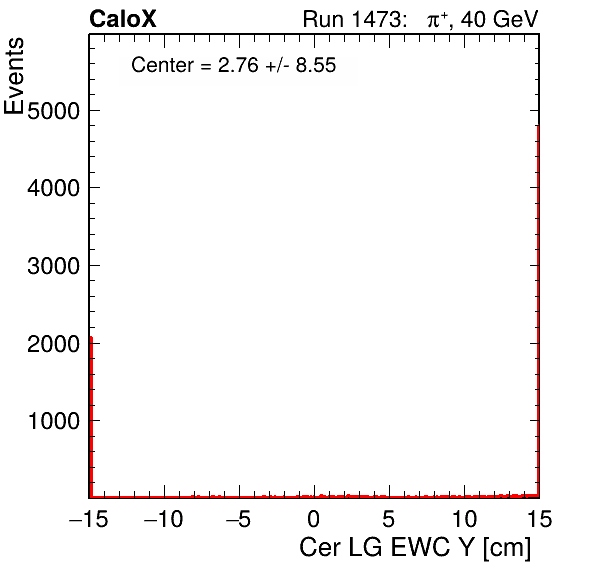 CaloX Run 1473: π⁺, 40 GeV
Center = 2.76 +/- 8.55
Events
5000
4000
3000
2000
1000
−15 −10 −5 0 5 10 15
Cer LG EWC Y [cm]